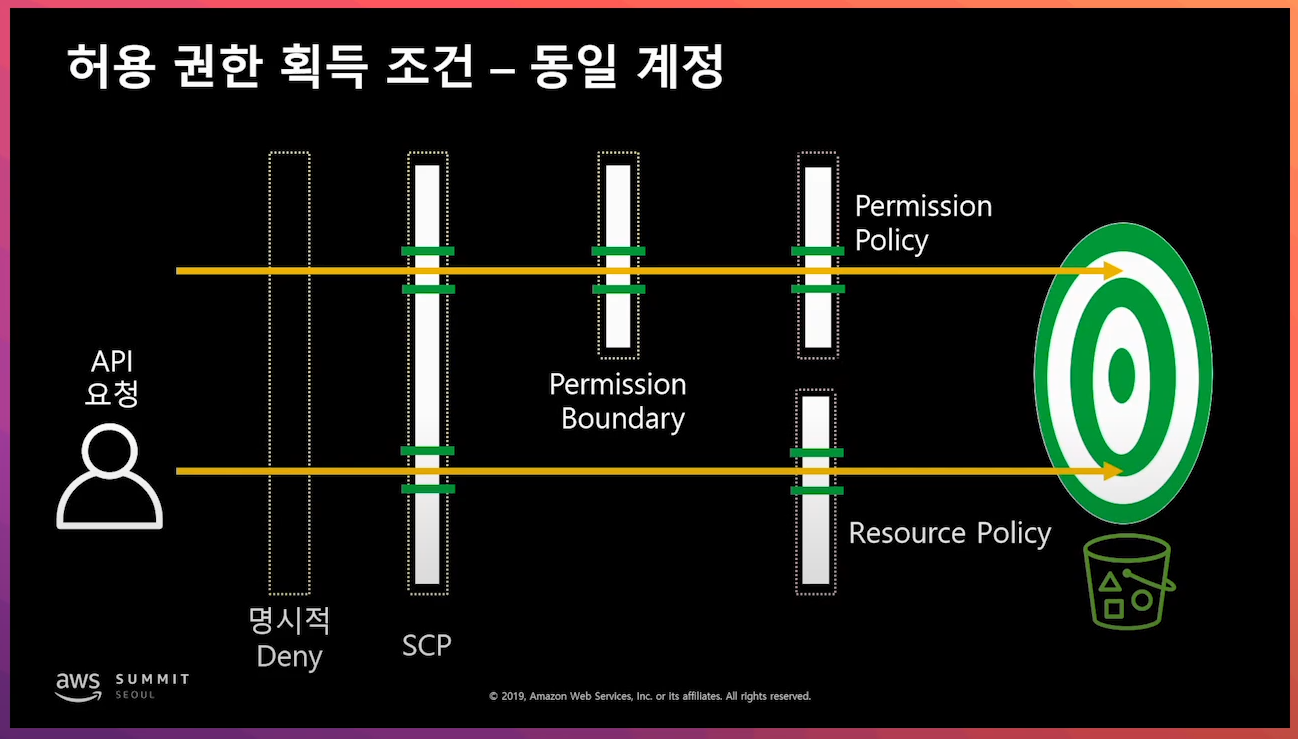 허용 권한 획득 조건 – 동일 계정
Permission
Policy
API
요청
Permission
Boundary
Resource Policy
명시적
Deny
SCP
aws SUMMIT
SEOUL
© 2019, Amazon Web Services, Inc. or its affiliates. All rights reserved.